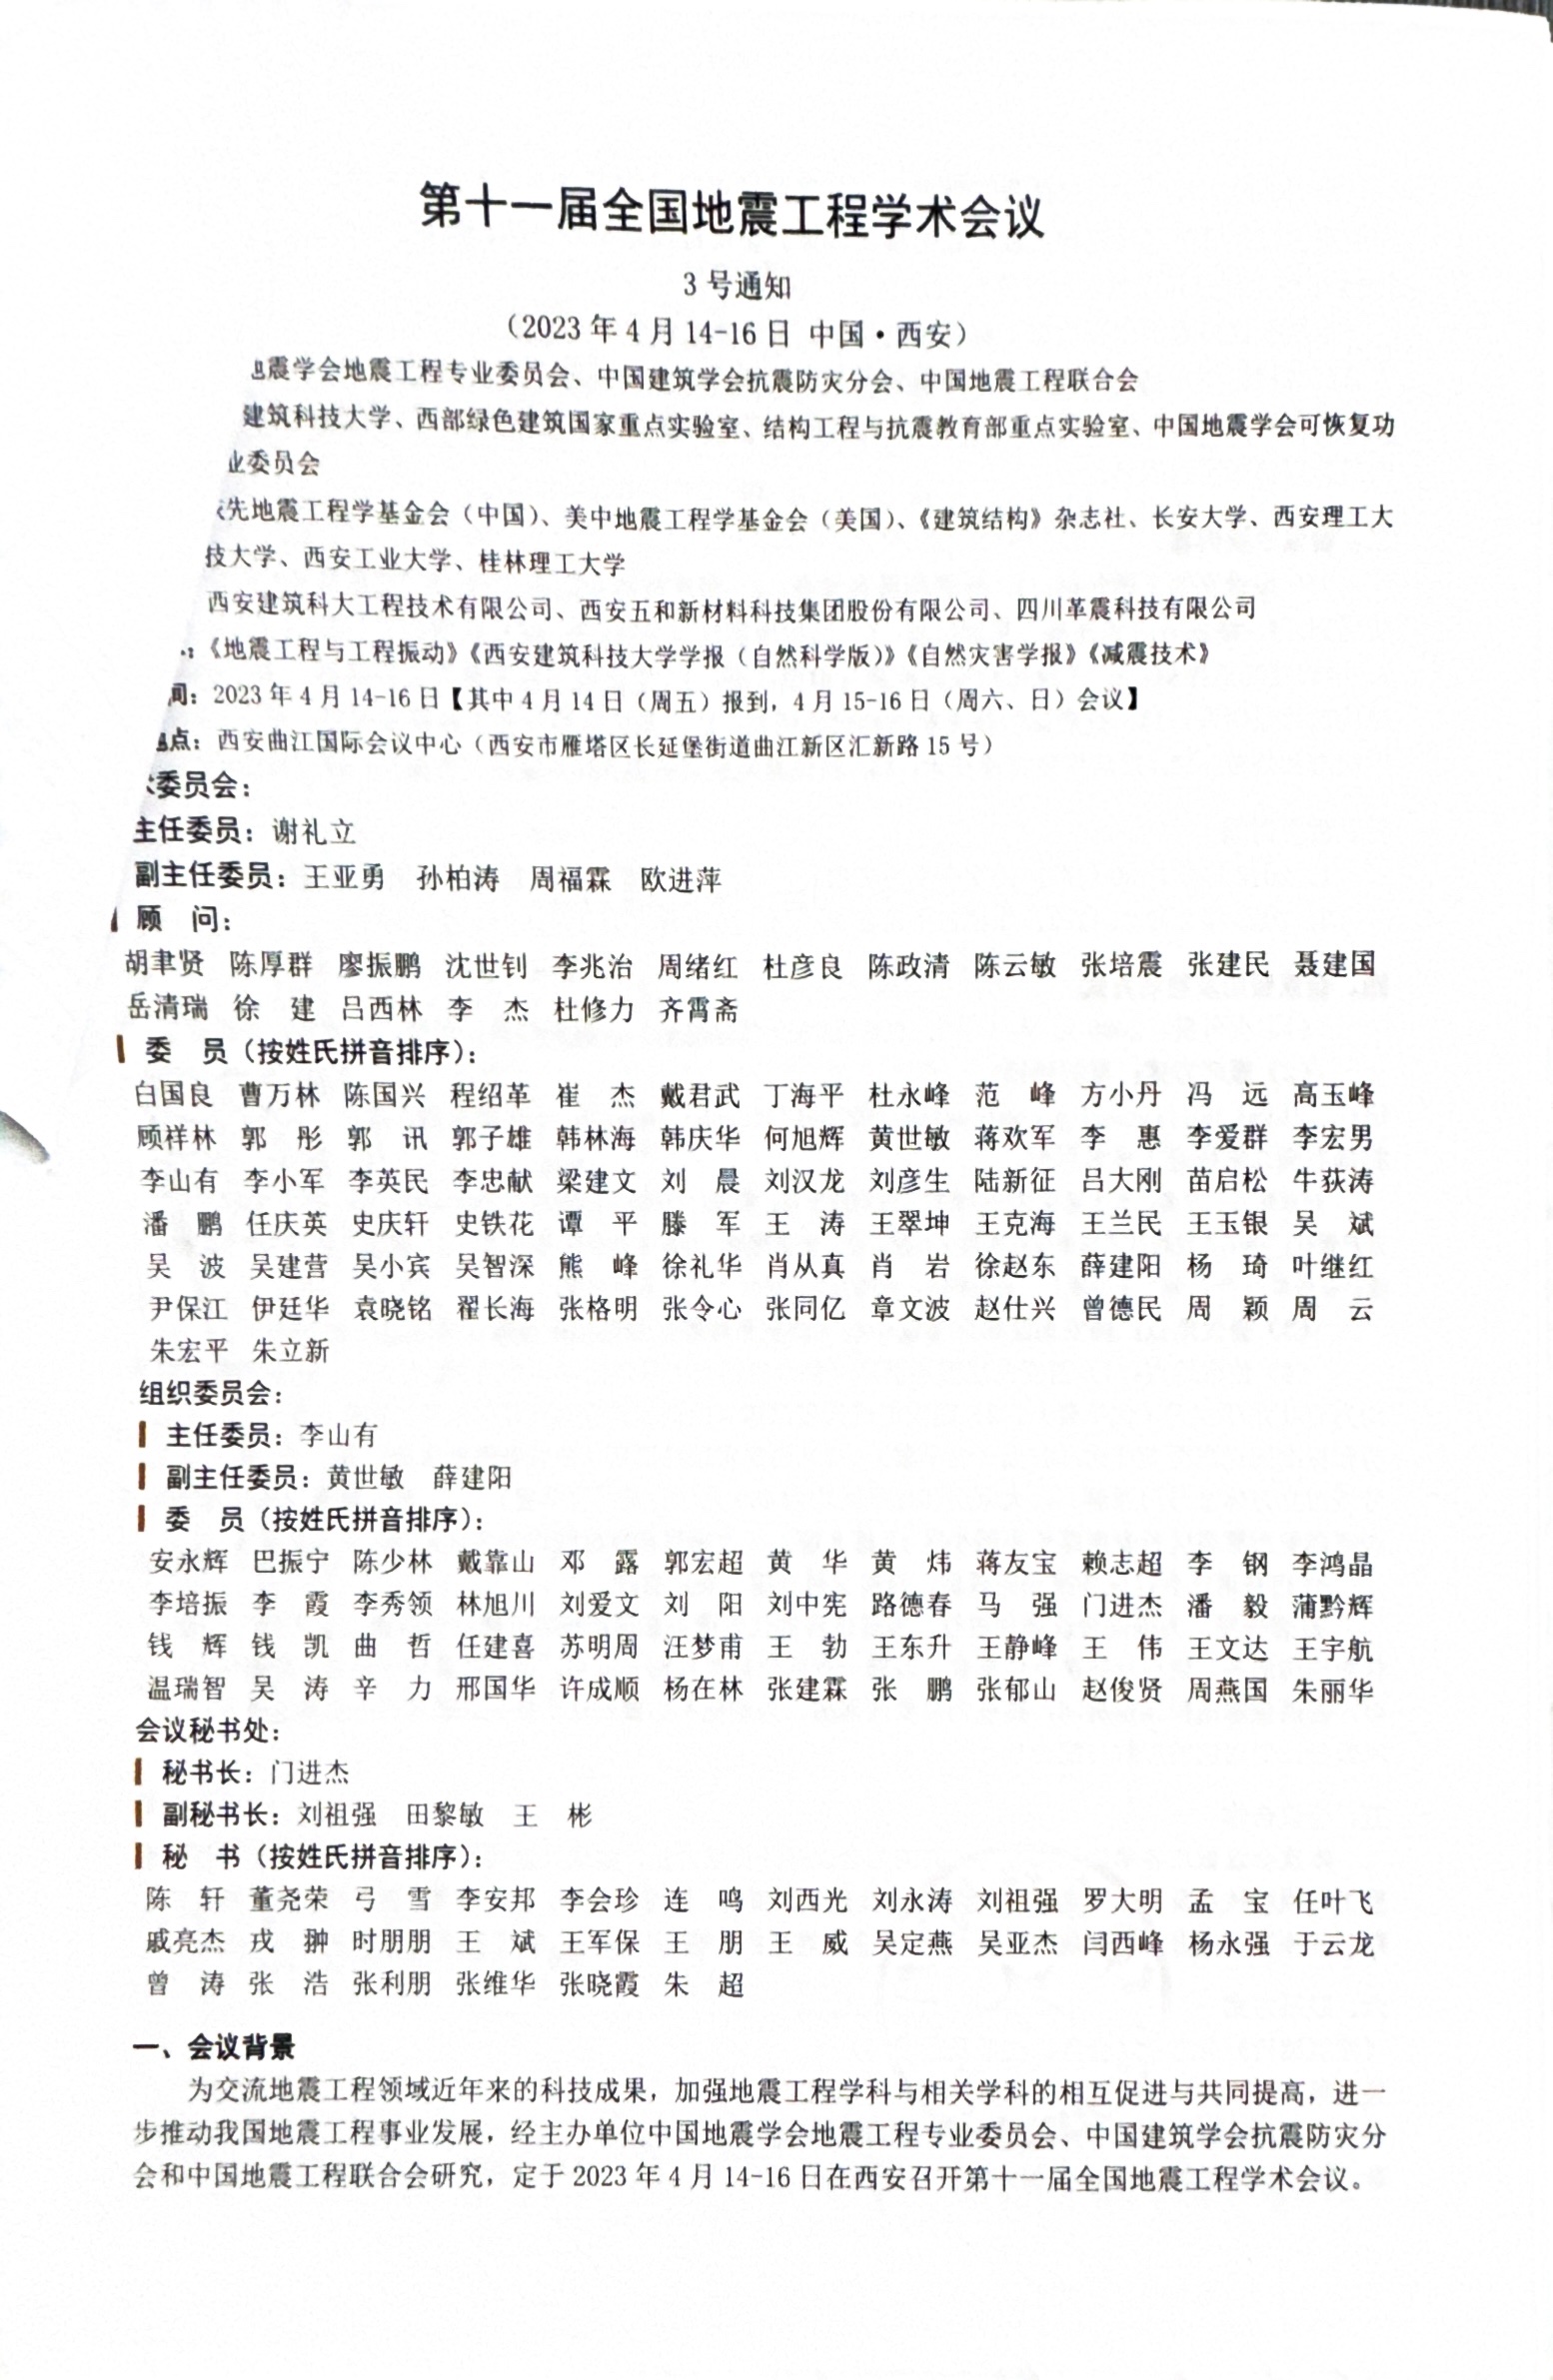 第十一届全国地震工程学术会议
3 号通知
（2023 年 4 月 14-16 日 中国·西安）
震学会地震工程专业委员会、中国建筑学会抗震防灾分会、中国地震工程联合会
建筑科技大学、西部绿色建筑国家重点实验室、结构工程与抗震教育部重点实验室、中国地震学会可恢复功
业委员会
先地震工程学基金会（中国）、美中地震工程学基金会（美国）、《建筑结构》杂志社、长安大学、西安理工大
技大学、西安工业大学、桂林理工大学
西安建筑科大工程技术有限公司、西安五和新材料科技集团股份有限公司、四川革震科技有限公司
：《地震工程与工程振动》《西安建筑科技大学学报（自然科学版）》《自然灾害学报》《减震技术》
间：2023 年 4 月 14-16 日【其中 4 月 14 日（周五）报到，4 月 15-16 日（周六、日）会议】
点：西安曲江国际会议中心（西安市雁塔区长延堡街道曲江新区汇新路 15 号）
委员会：
主任委员：谢礼立
副主任委员：王亚勇 孙柏涛 周福霖 欧进萍
顾 问：
胡聿贤 陈厚群 廖振鹏 沈世钊 李兆治 周绪红 杜彦良 陈政清 陈云敏 张培震 张建民 聂建国
岳清瑞 徐 建 吕西林 李 杰 杜修力 齐霄斋
委 员（按姓氏拼音排序）：
白国良 曹万林 陈国兴 程绍革 崔 杰 戴君武 丁海平 杜永峰 范 峰 方小丹 冯 远 高玉峰
顾祥林 郭 彤 郭 讯 郭子雄 韩林海 韩庆华 何旭辉 黄世敏 蒋欢军 李 惠 李爱群 李宏男
李山有 李小军 李英民 李忠献 梁建文 刘 晨 刘汉龙 刘彦生 陆新征 吕大刚 苗启松 牛荻涛
潘 鹏 任庆英 史庆轩 史铁花 谭 平 滕 军 王 涛 王翠坤 王克海 王兰民 王玉银 吴 斌
吴 波 吴建营 吴小宾 吴智深 熊 峰 徐礼华 肖从真 肖 岩 徐赵东 薛建阳 杨 琦 叶继红
尹保江 伊廷华 袁晓铭 翟长海 张格明 张令心 张同亿 章文波 赵仕兴 曾德民 周 颖 周 云
朱宏平 朱立新
组织委员会：
主任委员：李山有
副主任委员：黄世敏 薛建阳
委 员（按姓氏拼音排序）：
安永辉 巴振宁 陈少林 戴靠山 邓 露 郭宏超 黄 华 黄 炜 蒋友宝 赖志超 李 钢 李鸿晶
李培振 李 霞 李秀领 林旭川 刘爱文 刘 阳 刘中宪 路德春 马 强 门进杰 潘 毅 蒲黔辉
钱 辉 钱 凯 曲 哲 任建喜 苏明周 汪梦甫 王 勃 王东升 王静峰 王 伟 王文达 王宇航
温瑞智 吴 涛 辛 力 邢国华 许成顺 杨在林 张建霖 张 鹏 张郁山 赵俊贤 周燕国 朱丽华
会议秘书处：
秘书长：门进杰
副秘书长：刘祖强 田黎敏 王 彬
秘 书（按姓氏拼音排序）：
陈 轩 董尧荣 弓 雪 李安邦 李会珍 连 鸣 刘西光 刘永涛 刘祖强 罗大明 孟 宝 任叶飞
戚亮杰 戎 翀 时朋朋 王 斌 王军保 王 朋 王 威 吴定燕 吴亚杰 闫西峰 杨永强 于云龙
曾 涛 张 浩 张利朋 张维华 张晓霞 朱 超
一、会议背景
为交流地震工程领域近年来的科技成果，加强地震工程学科与相关学科的相互促进与共同提高，进一
步推动我国地震工程事业发展，经主办单位中国地震学会地震工程专业委员会、中国建筑学会抗震防灾分
会和中国地震工程联合会研究，定于 2023 年 4 月 14-16 日在西安召开第十一届全国地震工程学术会议。